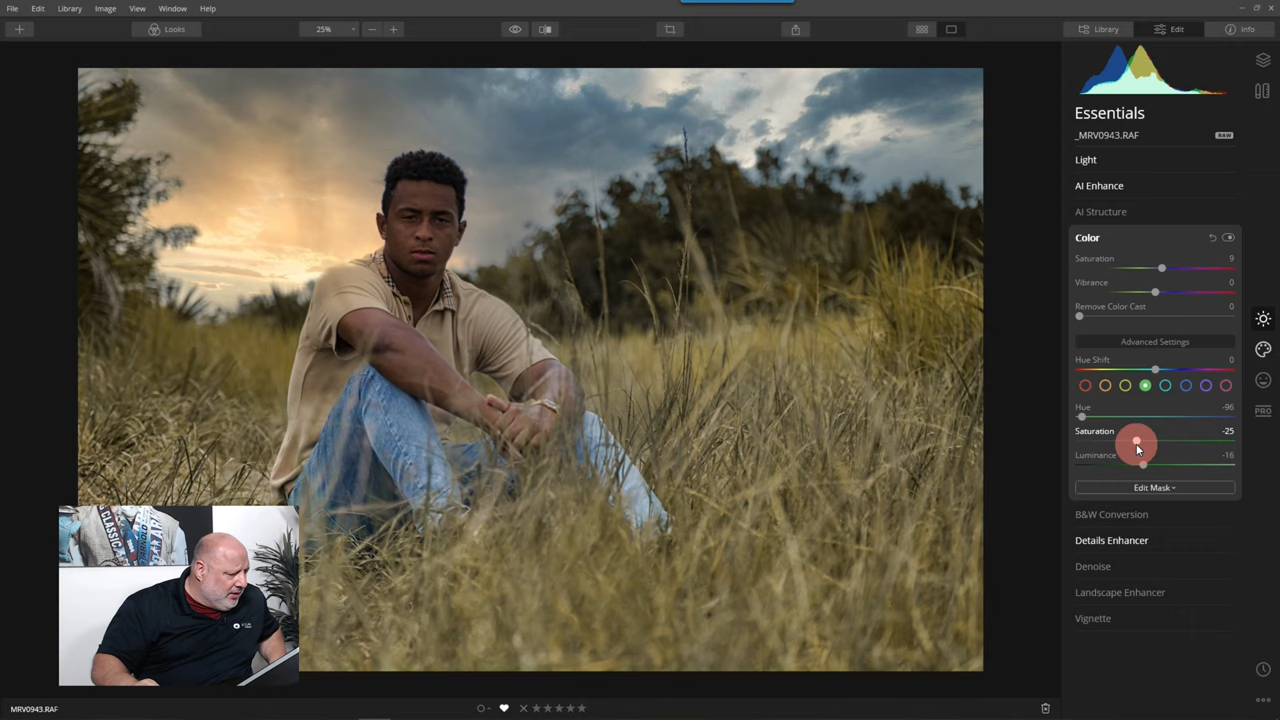 File Edit Library Image View Window Help
Looks 25% Library Edit Info
Essentials
_MRV0943.RAF RAW
Light
AI Enhance
AI Structure
Color
Saturation 9
Vibrance 0
Remove Color Cast 0
Advanced Settings
Hue Shift 0
Hue -96
Saturation -25
Luminance -16
Edit Mask
B&W Conversion
Details Enhancer
Denoise
Landscape Enhancer
Vignette
PRO
CLASSIC
ARNOLD
MRV0943.RAF